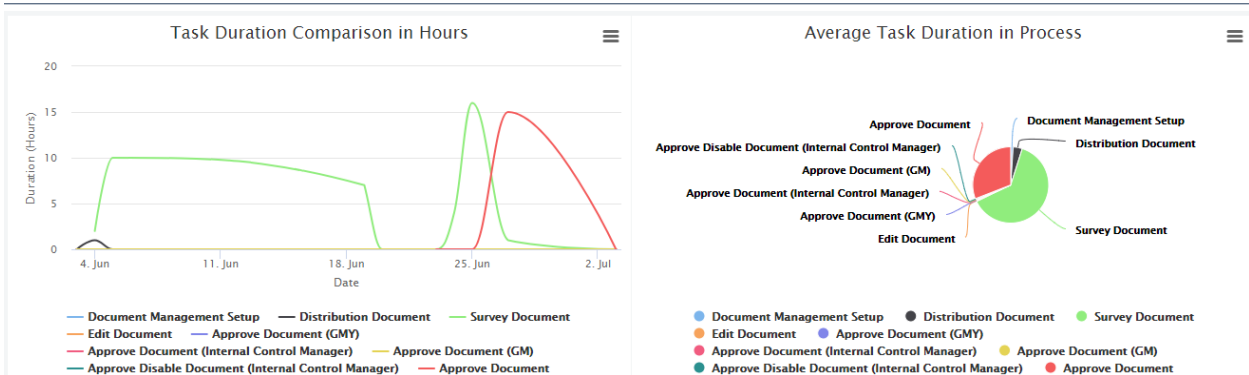 Task Duration Comparison in Hours
20
15
10
5
0
Duration (Hours)
4. Jun
11. Jun
18. Jun
25. Jun
2. Jul
Date
Document Management Setup
Distribution Document
Survey Document
Edit Document
Approve Document (GMY)
Approve Document (Internal Control Manager)
Approve Document (GM)
Approve Disable Document (Internal Control Manager)
Approve Document
Average Task Duration in Process
Approve Document
Document Management Setup
Distribution Document
Approve Disable Document (Internal Control Manager)
Approve Document (GM)
Approve Document (Internal Control Manager)
Approve Document (GMY)
Survey Document
Edit Document
Document Management Setup
Distribution Document
Survey Document
Edit Document
Approve Document (GMY)
Approve Document (Internal Control Manager)
Approve Document (GM)
Approve Disable Document (Internal Control Manager)
Approve Document